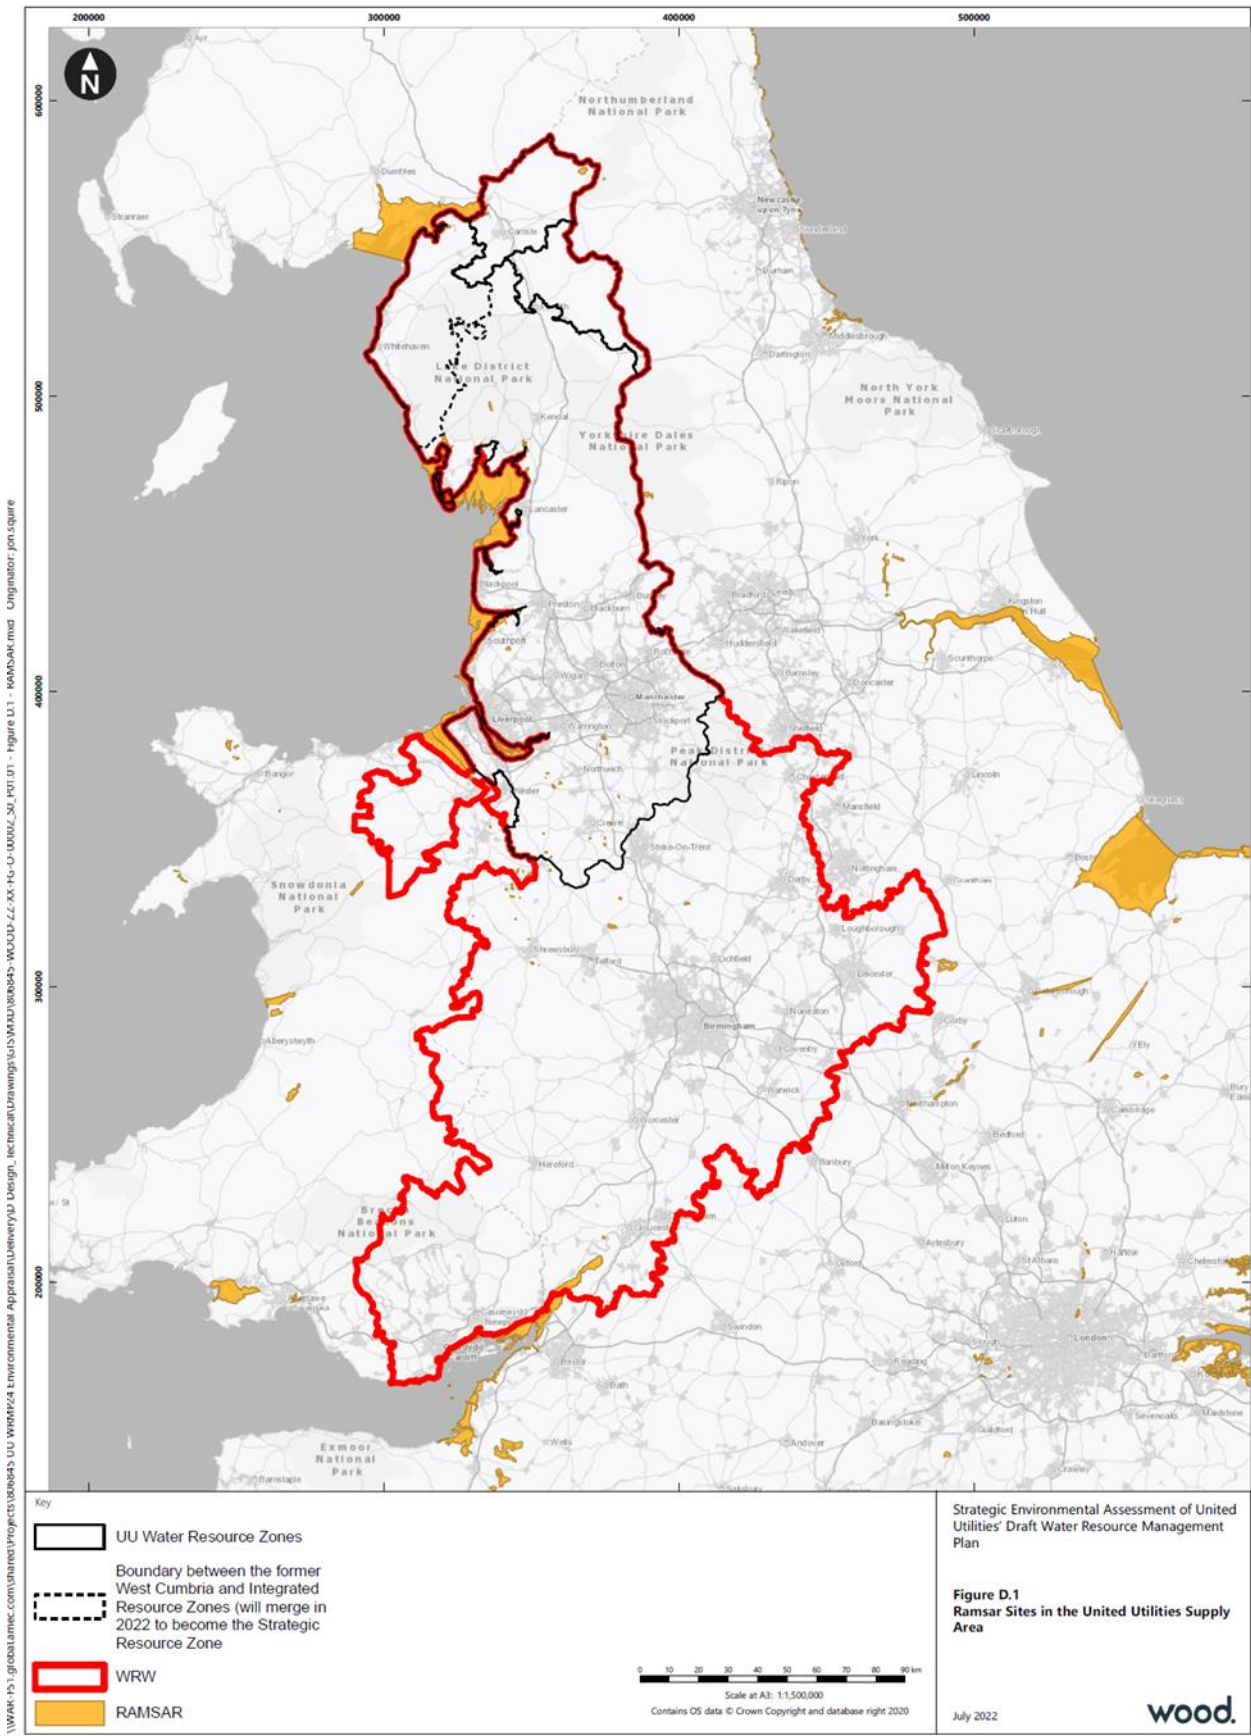 200000
300000
400000
500000
600000
500000
400000
300000
200000
N
Ayr
Northumberland
National Park
Dumfries
Stranraer
Carlisle
Newcastle
upon Tyne
Sunderland
Durham
Whitehaven
Lake District
National Park
Middlesbrough
Darlington
North York
Moors National
Park
Kendal
Yorkshire Dales
National Park
Scarborough
Ripon
Lancaster
York
Blackpool
Preston
Blackburn
Burnley
Bradford
Leeds
Kingston
Wakefield
Huddersfield
Southport
Bolton
Wigan
Scunthorpe
Barnsley
Doncaster
Manchester
Liverpool
Warrington
Stockport
Sheffield
Peak District
National Park
Bangor
Northwich
Chester
Chesterfield
Lincoln
Mansfield
Skegness
Crewe
Stoke-On-Trent
Snowdonia
National
Park
Nottingham
Derby
Grantham
Boston
Loughborough
Shrewsbury
Telford
Lichfield
Leicester
Peterborough
Nuneaton
Corby
Birmingham
Coventry
Aberystwyth
Ely
Bury
Warwick
Northampton
Cambridge
Worcester
Bedford
Hereford
Banbury
Milton Keynes
Brecon
Beacons
National Park
Luton
Aylesbury
St Albans
Harlow
Chelmsford
Oxford
Swindon
London
Slough
Reading
Bristol
Bath
Basingstoke
Guildford
Sevenoaks
Maidstone
Wells
Andover
Crawley
Exmoor
National
Park
Barnstaple
Salisbury
Key
UU Water Resource Zones
Boundary between the former
West Cumbria and Integrated
Resource Zones (will merge in
2022 to become the Strategic
Resource Zone
WRW
RAMSAR
0 10 20 30 40 50 60 70 80 90 km
Scale at A3: 1:1,500,000
Contains OS data © Crown Copyright and database right 2020
Strategic Environmental Assessment of United
Utilities' Draft Water Resource Management
Plan
Figure D.1
Ramsar Sites in the United Utilities Supply
Area
July 2022
wood.